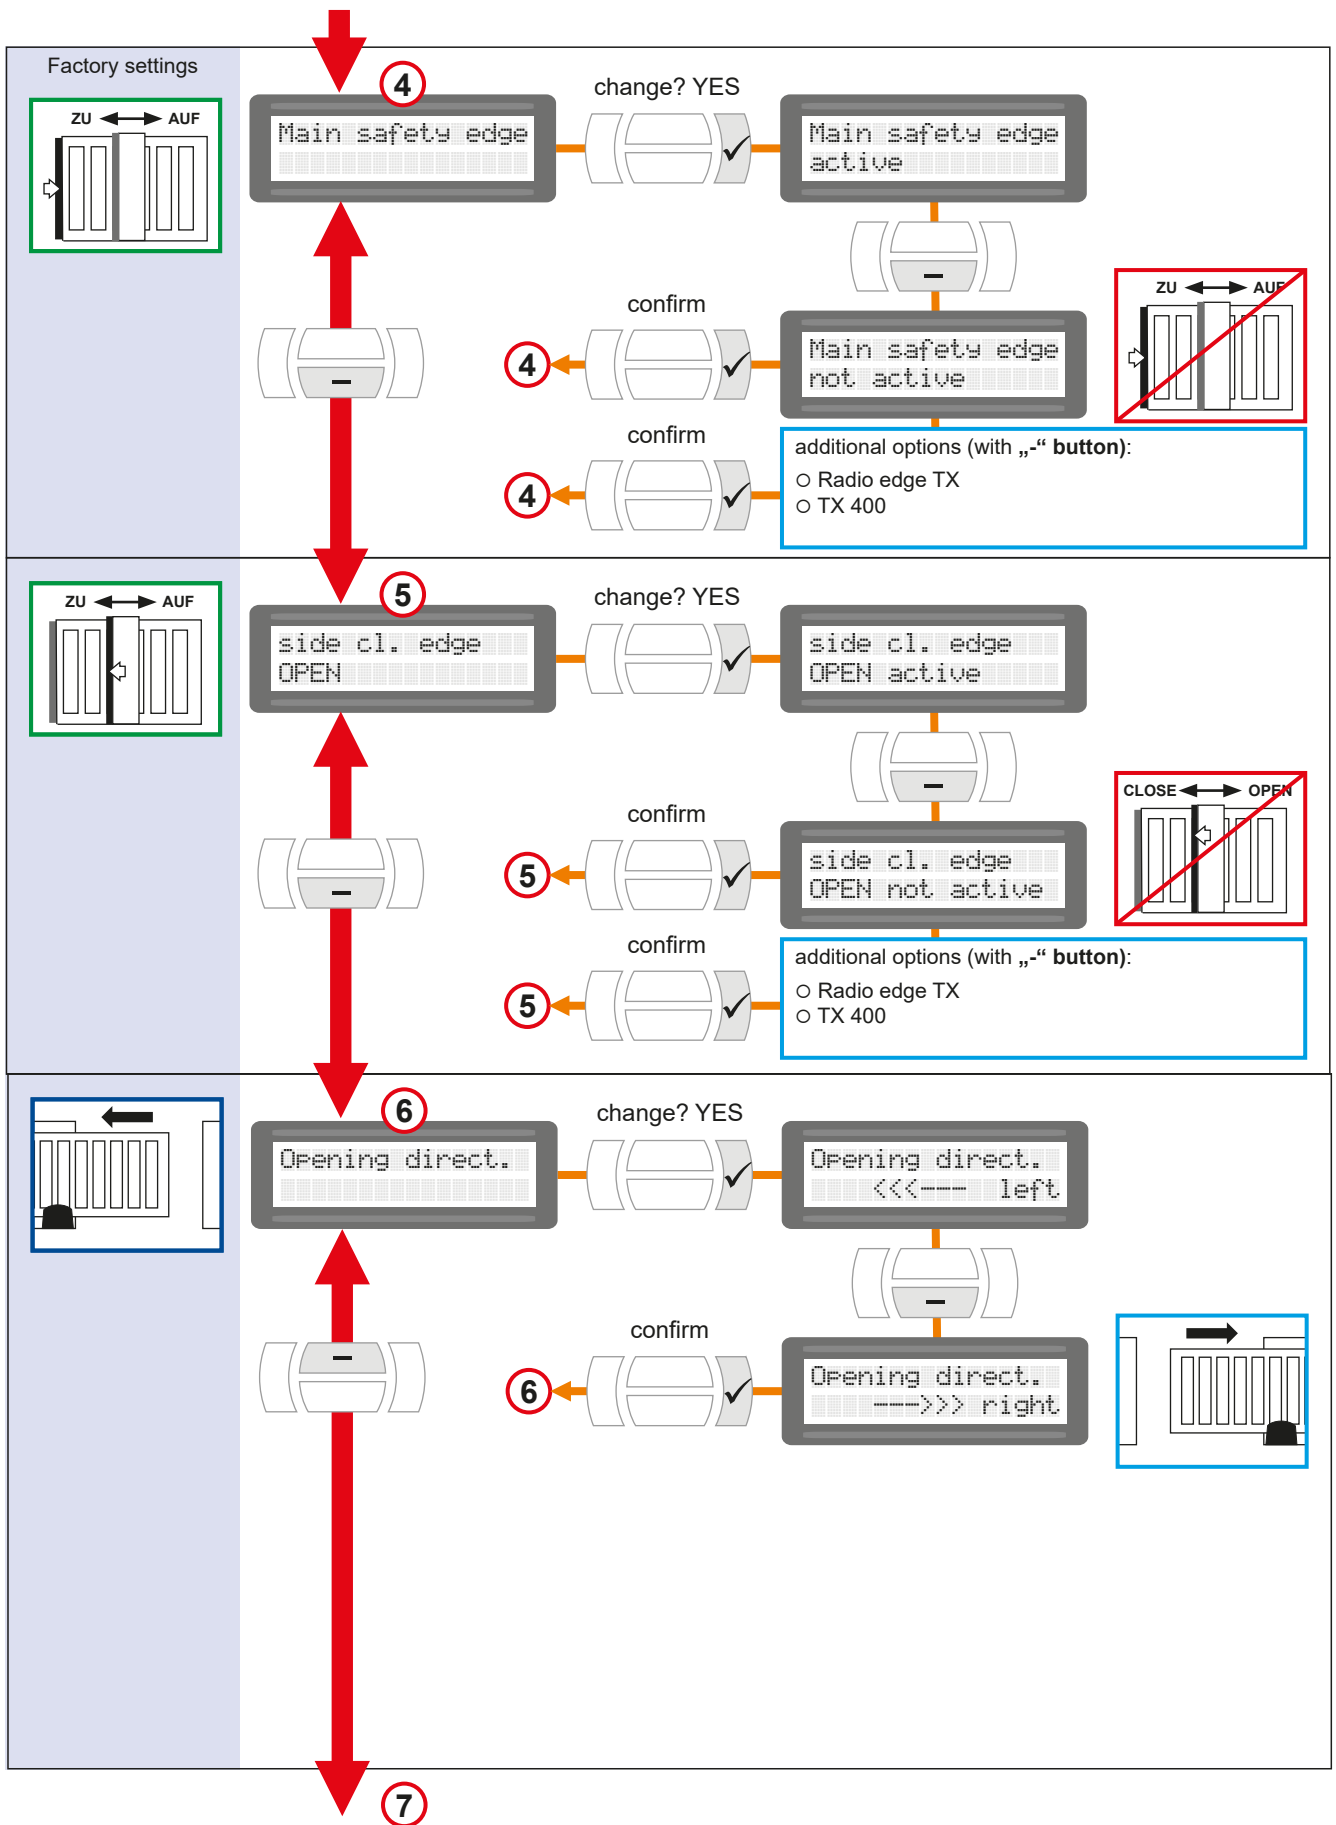 Factory settings
ZU AUF
4
Main safety edge
change? YES
Main safety edge
active
–
–
confirm
4
Main safety edge
not active
ZU AUF
confirm
4
additional options (with „-“ button):
Radio edge TX
TX 400
ZU AUF
5
side cl. edge
OPEN
change? YES
side cl. edge
OPEN active
–
–
confirm
5
side cl. edge
OPEN not active
CLOSE OPEN
confirm
5
additional options (with „-“ button):
Radio edge TX
TX 400
6
Opening direct.
change? YES
Opening direct.
<<<--- left
–
–
confirm
6
Opening direct.
--->>> right
7